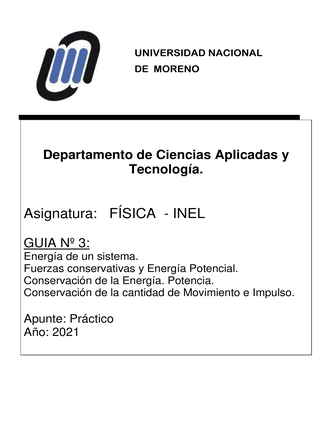 UNIVERSIDAD NACIONAL
DE MORENO
Departamento de Ciencias Aplicadas y
Tecnología.
Asignatura: FÍSICA - INEL
GUIA Nº 3:
Energía de un sistema.
Fuerzas conservativas y Energía Potencial.
Conservación de la Energía. Potencia.
Conservación de la cantidad de Movimiento e Impulso.
Apunte: Práctico
Año: 2021